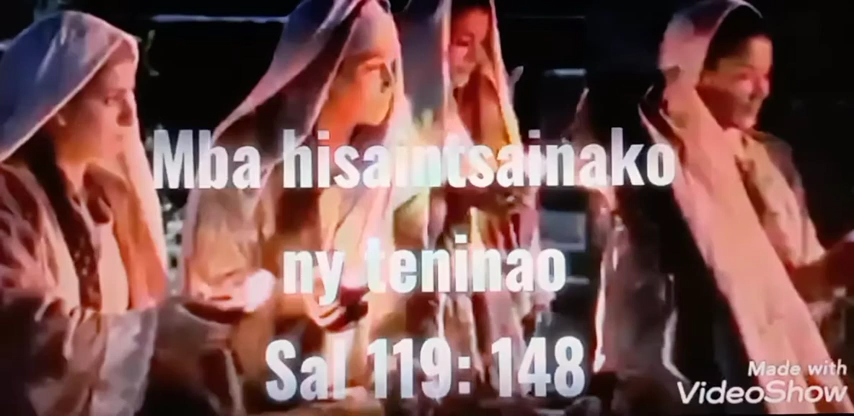 Mba hisaintsainako
ny teninao
Sal 119: 148
Made with
VideoShow